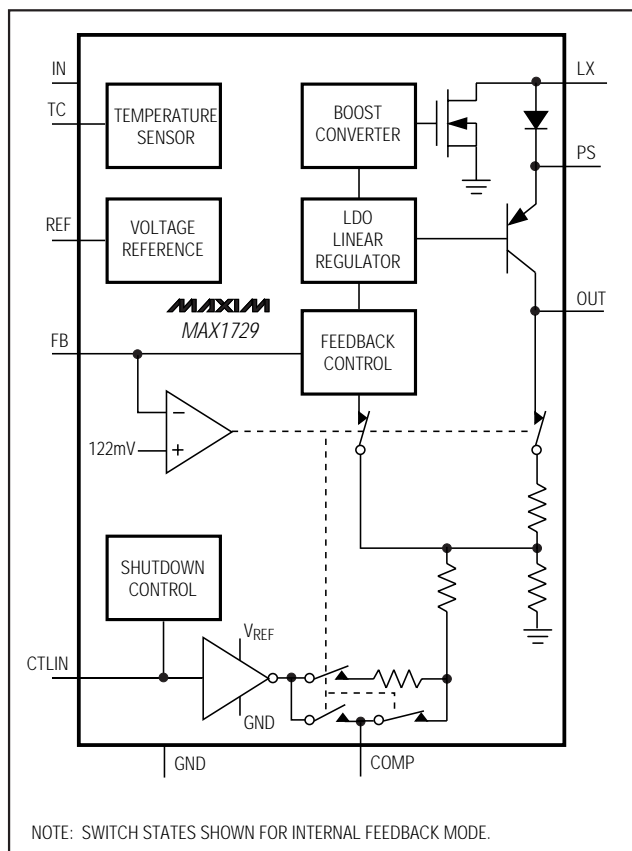 IN
LX
TC
TEMPERATURE
SENSOR
BOOST
CONVERTER
PS
REF
VOLTAGE
REFERENCE
LDO
LINEAR
REGULATOR
MAXIM
MAX1729
OUT
FB
FEEDBACK
CONTROL
−
122mV
+
SHUTDOWN
CONTROL
VREF
CTLIN
GND
GND
COMP
NOTE: SWITCH STATES SHOWN FOR INTERNAL FEEDBACK MODE.